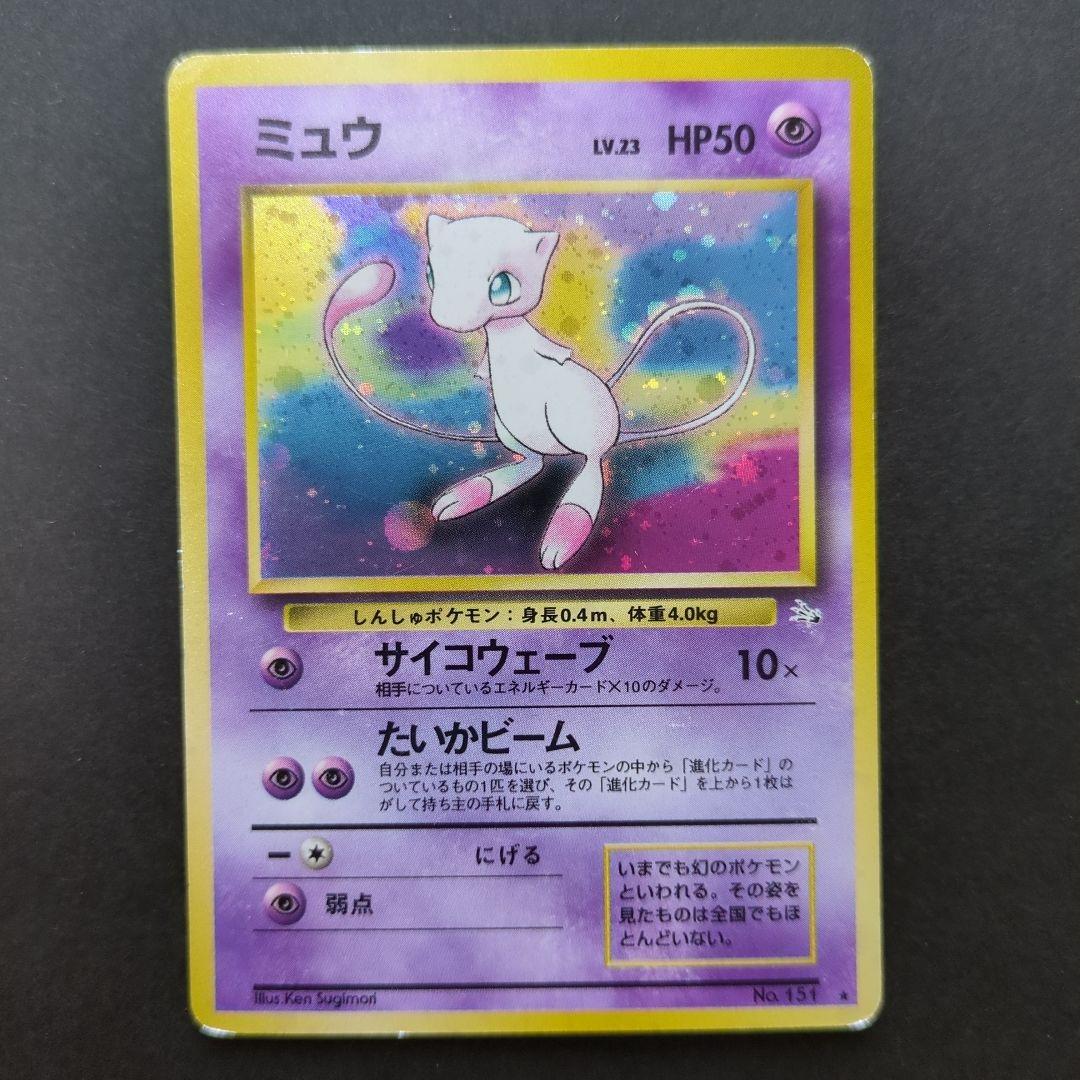 ミュウ LV.23 HP50
しんしゅポケモン：身長0.4m、体重4.0kg
サイコウェーブ 10×
相手についているエネルギーカード×10のダメージ。
たいかビーム
自分または相手の場にいるポケモンの中から「進化カード」の
ついているもの1匹を選び、その「進化カード」を上から1枚は
がして持ち主の手札に戻す。
ー にげる
弱点
いまでも幻のポケモン
といわれる。その姿を
見たものは全国でもほ
とんどいない。
Illus.Ken Sugimori No.151 ★